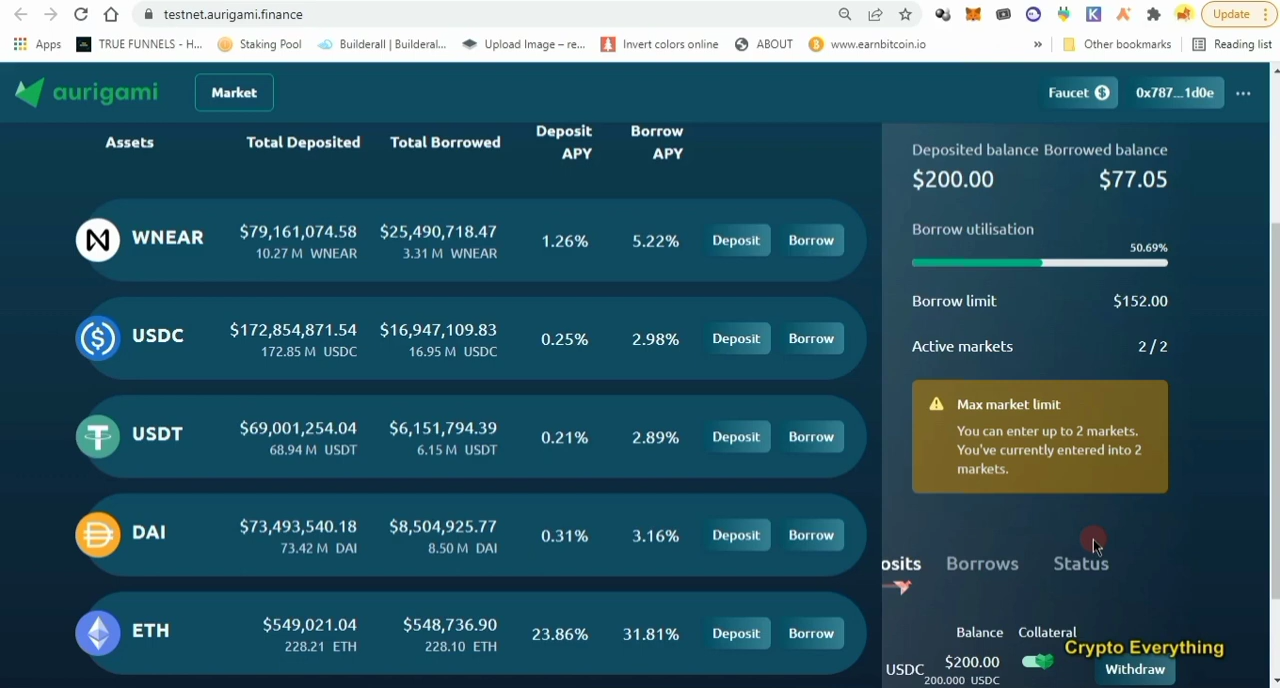 testnet.aurigami.finance
Update
Apps
TRUE FUNNELS - H...
Staking Pool
Builderall | Builderal...
Upload Image – re...
Invert colors online
ABOUT
www.earnbitcoin.io
»
Other bookmarks
Reading list
aurigami
Market
Faucet
0x787...1d0e
Assets
Total Deposited
Total Borrowed
Deposit
APY
Borrow
APY
WNEAR
$79,161,074.58
10.27 M WNEAR
$25,490,718.47
3.31 M WNEAR
1.26%
5.22%
Deposit
Borrow
USDC
$172,854,871.54
172.85 M USDC
$16,947,109.83
16.95 M USDC
0.25%
2.98%
Deposit
Borrow
USDT
$69,001,254.04
68.94 M USDT
$6,151,794.39
6.15 M USDT
0.21%
2.89%
Deposit
Borrow
DAI
$73,493,540.18
73.42 M DAI
$8,504,925.77
8.50 M DAI
0.31%
3.16%
Deposit
Borrow
ETH
$549,021.04
228.21 ETH
$548,736.90
228.10 ETH
23.86%
31.81%
Deposit
Borrow
Deposited balance
$200.00
Borrowed balance
$77.05
Borrow utilisation
50.69%
Borrow limit $152.00
Active markets 2 / 2
Max market limit
You can enter up to 2 markets.
You've currently entered into 2
markets.
osits
Borrows
Status
Balance
Collateral
USDC
$200.00
200.000 USDC
Withdraw
Crypto Everything